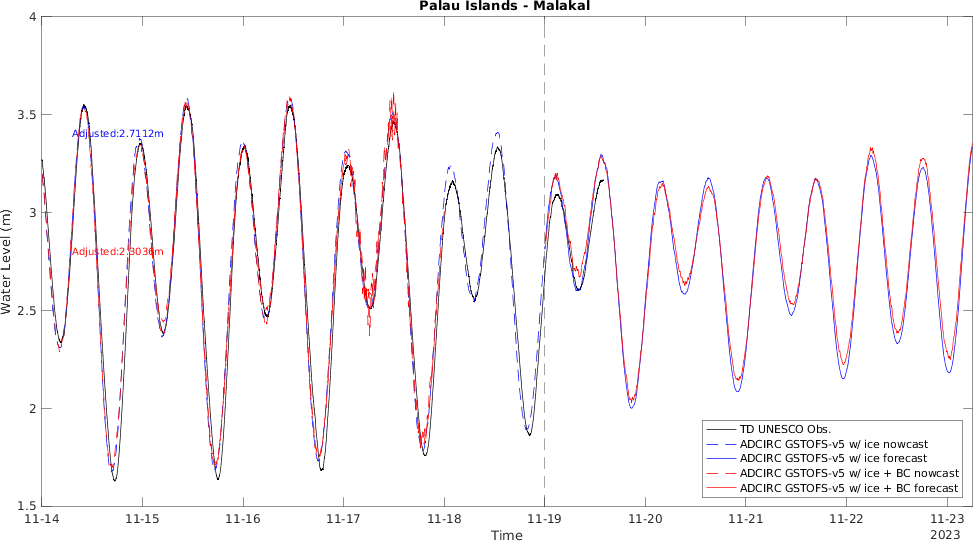 Palau Islands - Malakal
4
3.5
3
2.5
2
1.5
Water Level (m)
Adjusted:2.7112m
Adjusted:2.3036m
TD UNESCO Obs.
ADCIRC GSTOFS-v5 w/ ice nowcast
ADCIRC GSTOFS-v5 w/ ice forecast
ADCIRC GSTOFS-v5 w/ ice + BC nowcast
ADCIRC GSTOFS-v5 w/ ice + BC forecast
11-14 11-15 11-16 11-17 11-18 11-19 11-20 11-21 11-22 11-23
2023
Time